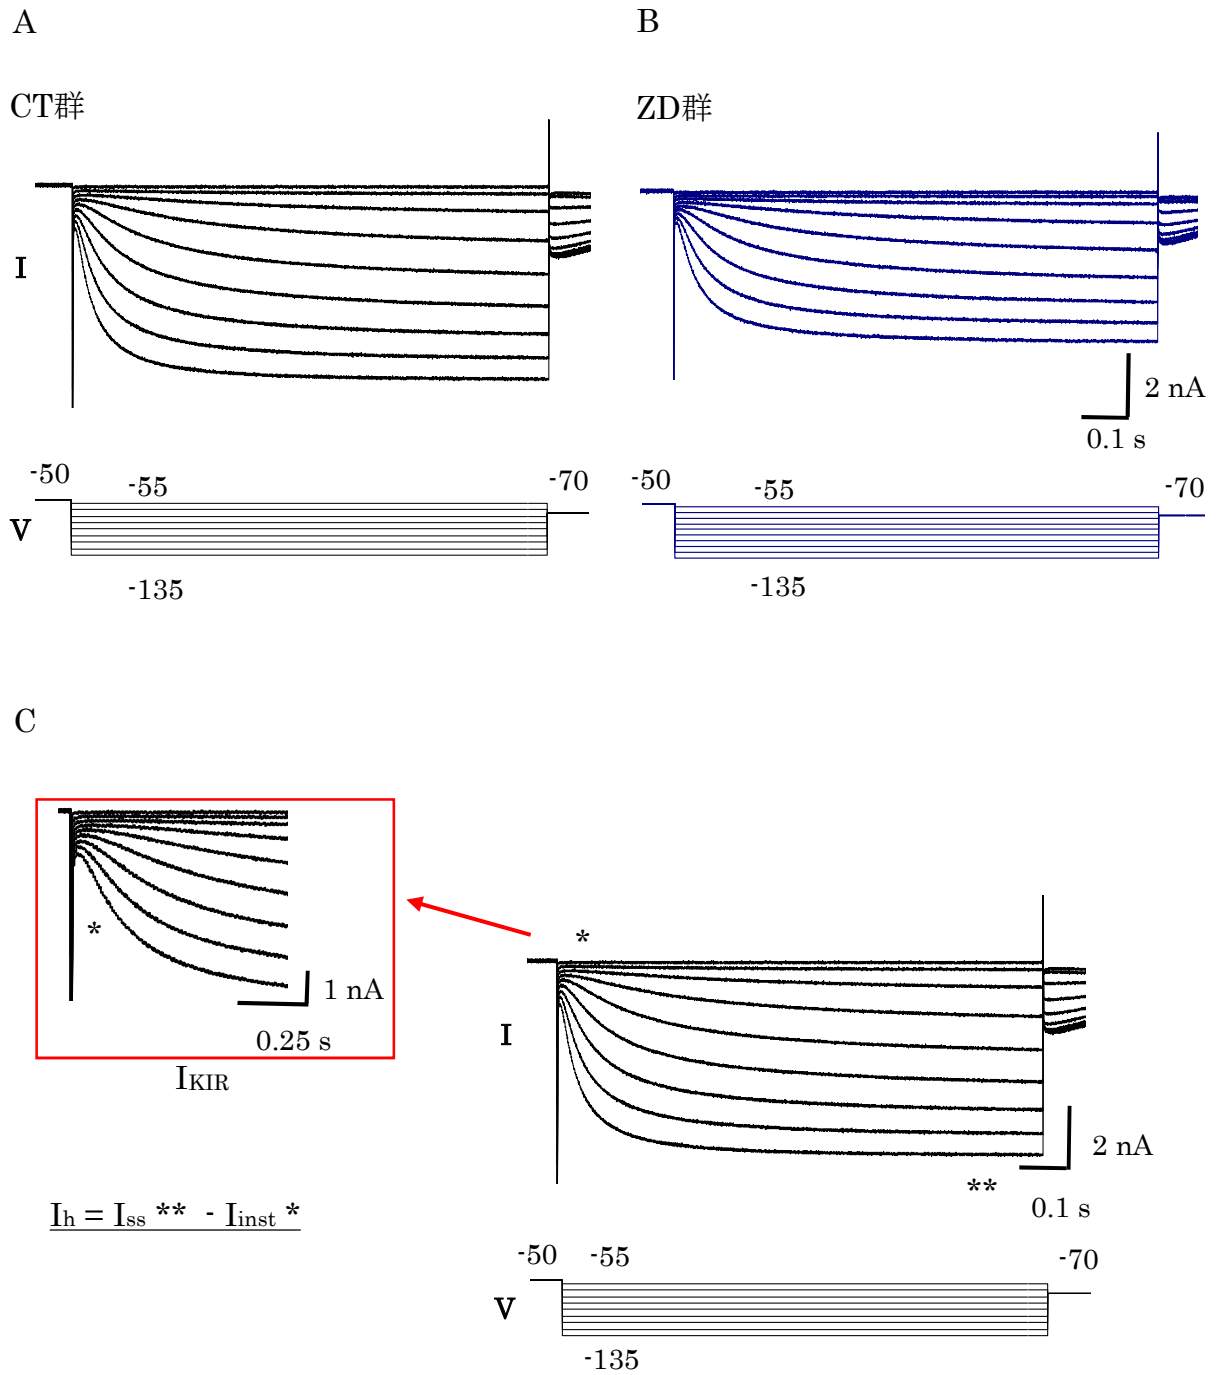 A
B
CT群
ZD群
I
2 nA
0.1 s
-50
-55
-70
V
-135
-50
-55
-70
-135
C
*
1 nA
0.25 s
IKIR
*
I
2 nA
**
0.1 s
Ih = Iss ** - Iinst *
-50
-55
-70
V
-135